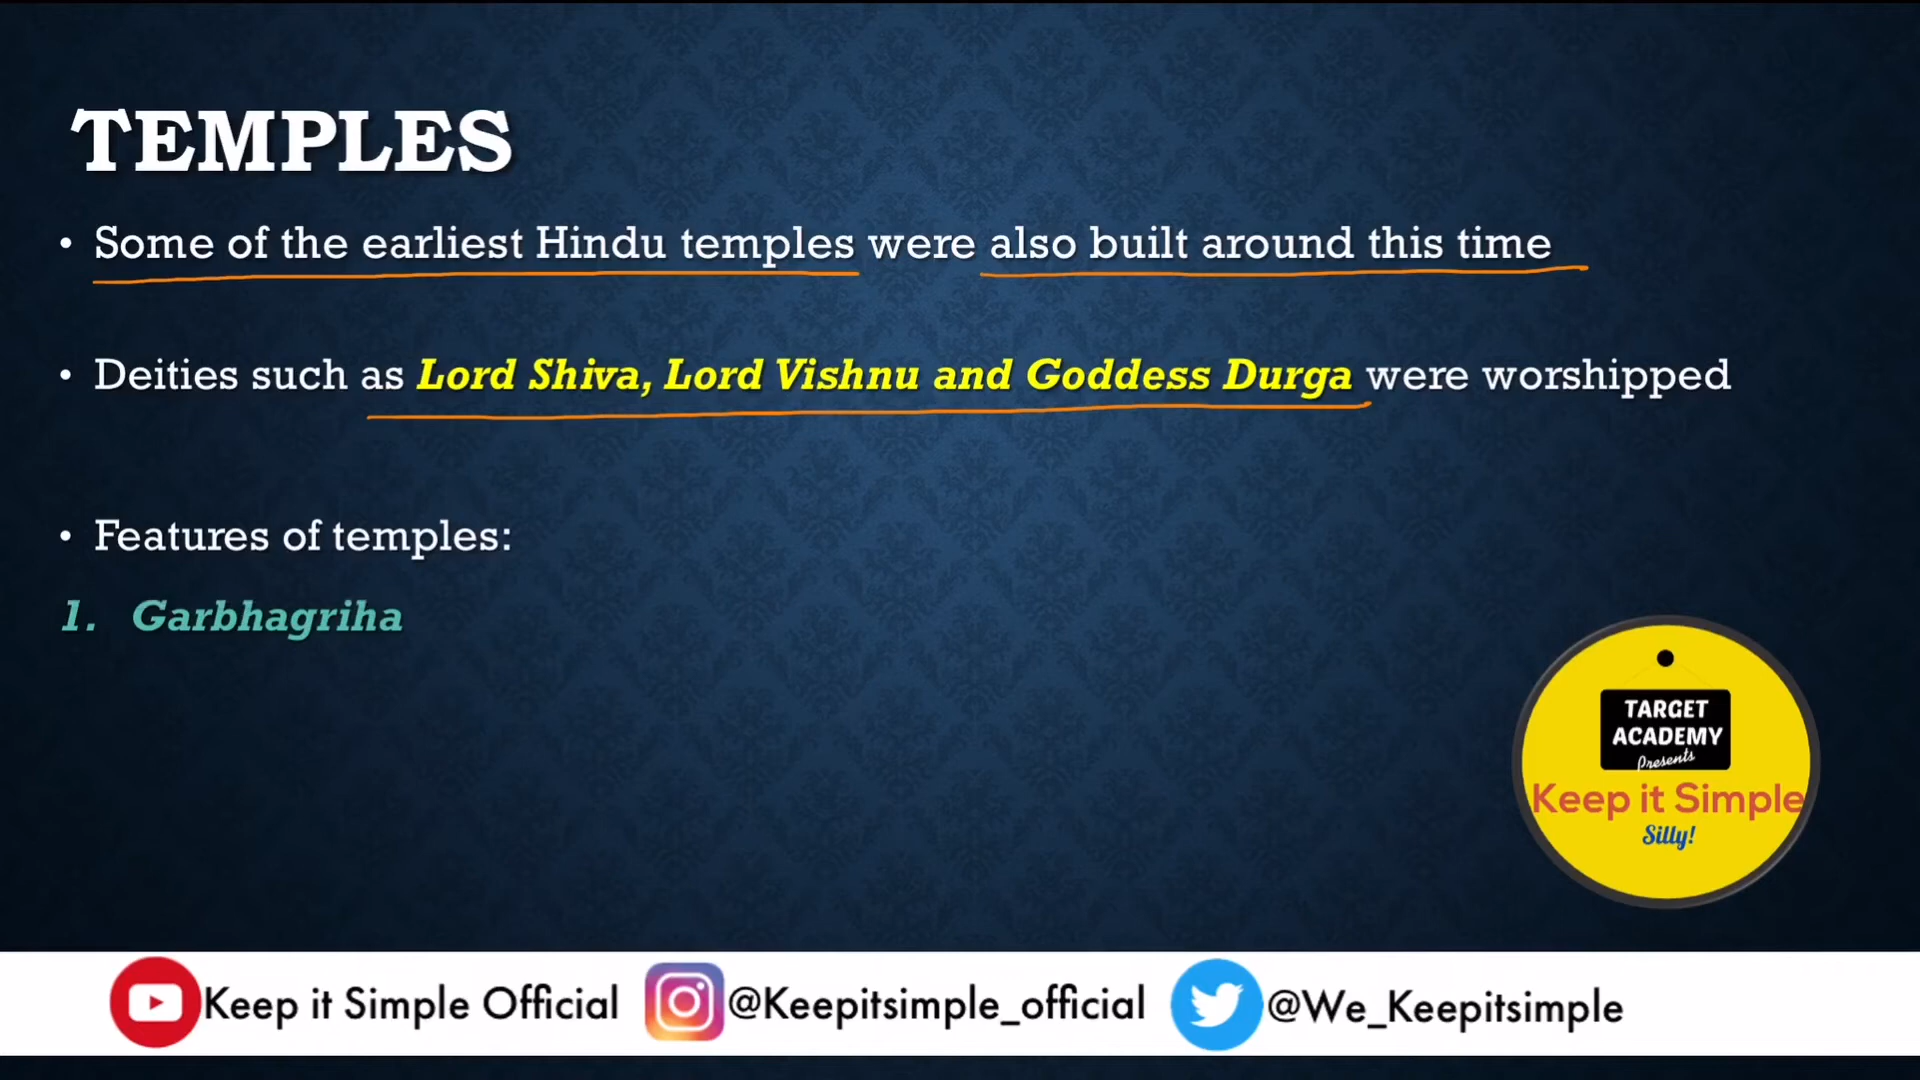 TEMPLES
• Some of the earliest Hindu temples were also built around this time
• Deities such as Lord Shiva, Lord Vishnu and Goddess Durga were worshipped
• Features of temples:
1. Garbhagriha
TARGET
ACADEMY
Presents
Keep it Simple
Silly!
Keep it Simple Official @Keepitsimple_official @We_Keepitsimple